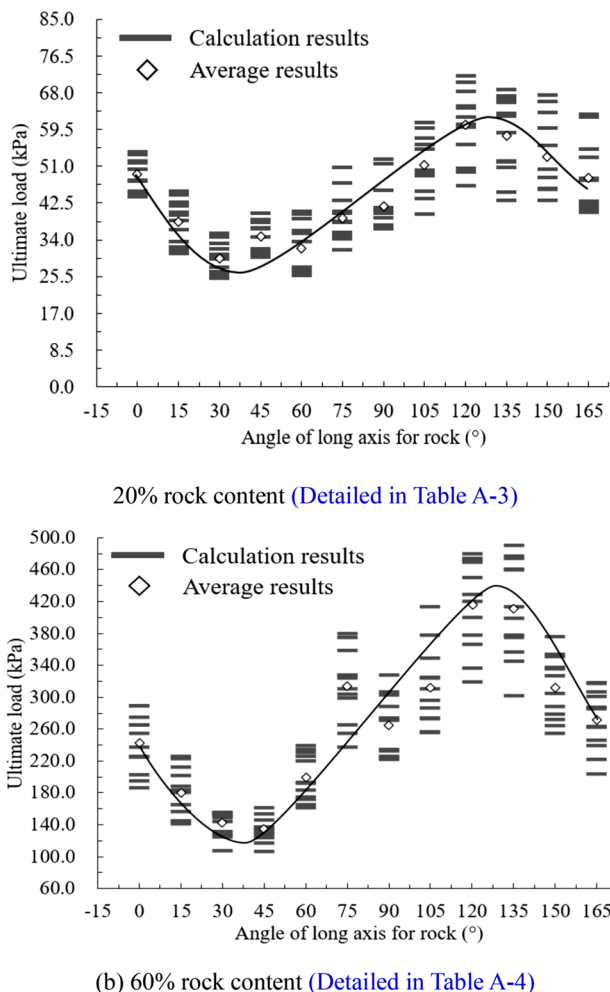 85.0
76.5
68.0
59.5
51.0
42.5
34.0
25.5
17.0
8.5
0.0
Ultimate load (kPa)
Calculation results
Average results
-15 0 15 30 45 60 75 90 105 120 135 150 165
Angle of long axis for rock (°)
20% rock content (Detailed in Table A-3)
500.0
460.0
420.0
380.0
340.0
300.0
260.0
220.0
180.0
140.0
100.0
60.0
Ultimate load (kPa)
Calculation results
Average results
-15 0 15 30 45 60 75 90 105 120 135 150 165
Angle of long axis for rock (°)
(b) 60% rock content (Detailed in Table A-4)